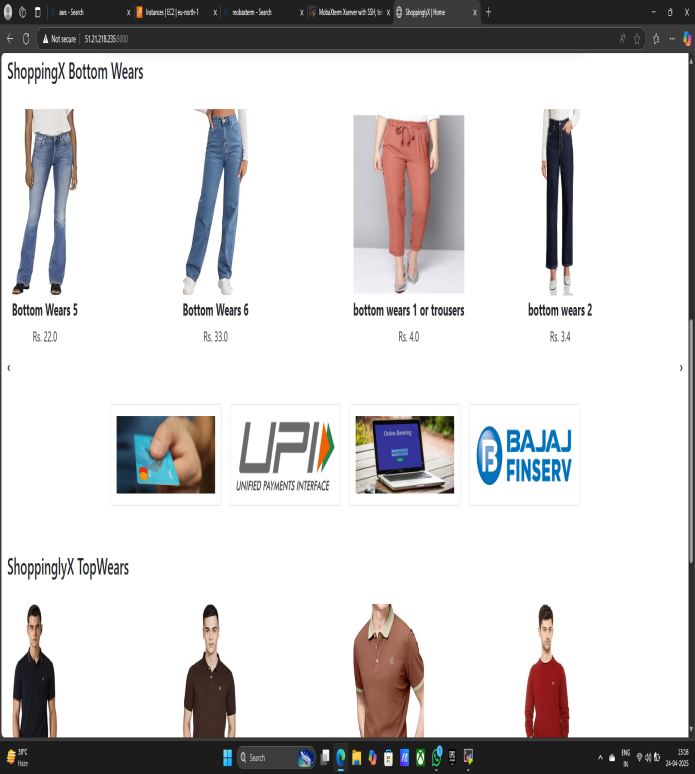 aws - Search
Instances | EC2 | eu-north-1
mobaxterm - Search
MobaXterm Xserver with SSH, tel
ShoppinglyX | Home
Not secure
51.21.218.235:8000
ShoppingX Bottom Wears
Bottom Wears 5
Bottom Wears 6
bottom wears 1 or trousers
bottom wears 2
Rs. 22.0
Rs. 33.0
Rs. 4.0
Rs. 3.4
UPI
UNIFIED PAYMENTS INTERFACE
Online Banking
BAJAJ
FINSERV
ShoppinglyX TopWears
38°C
Haze
Search
ENG
IN
13:16
24-04-2025